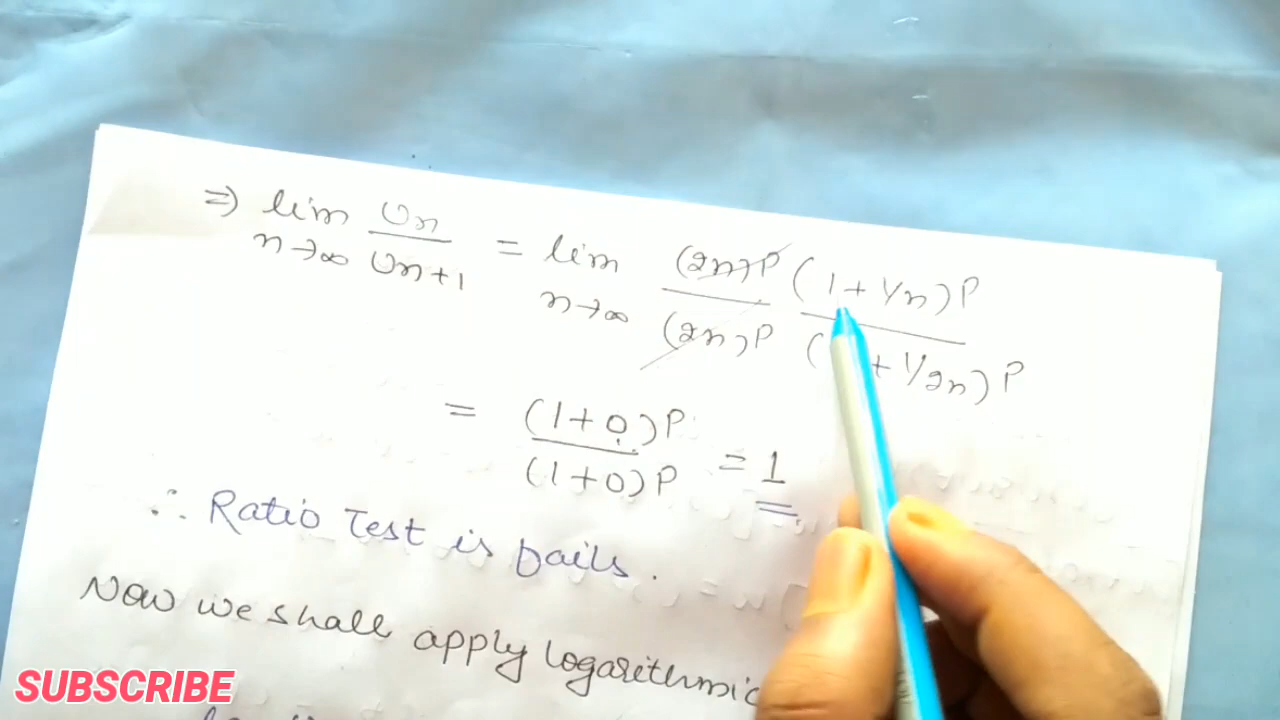 ⇒ lim n→∞ Un/Un+1 = lim n→∞ (2n)P (1+1/n)P / (2n)P ( +1/2n)P
= (1+0)P / (1+0)P = 1
∴ Ratio Test is fails.
Now we shall apply logarithmic
SUBSCRIBE